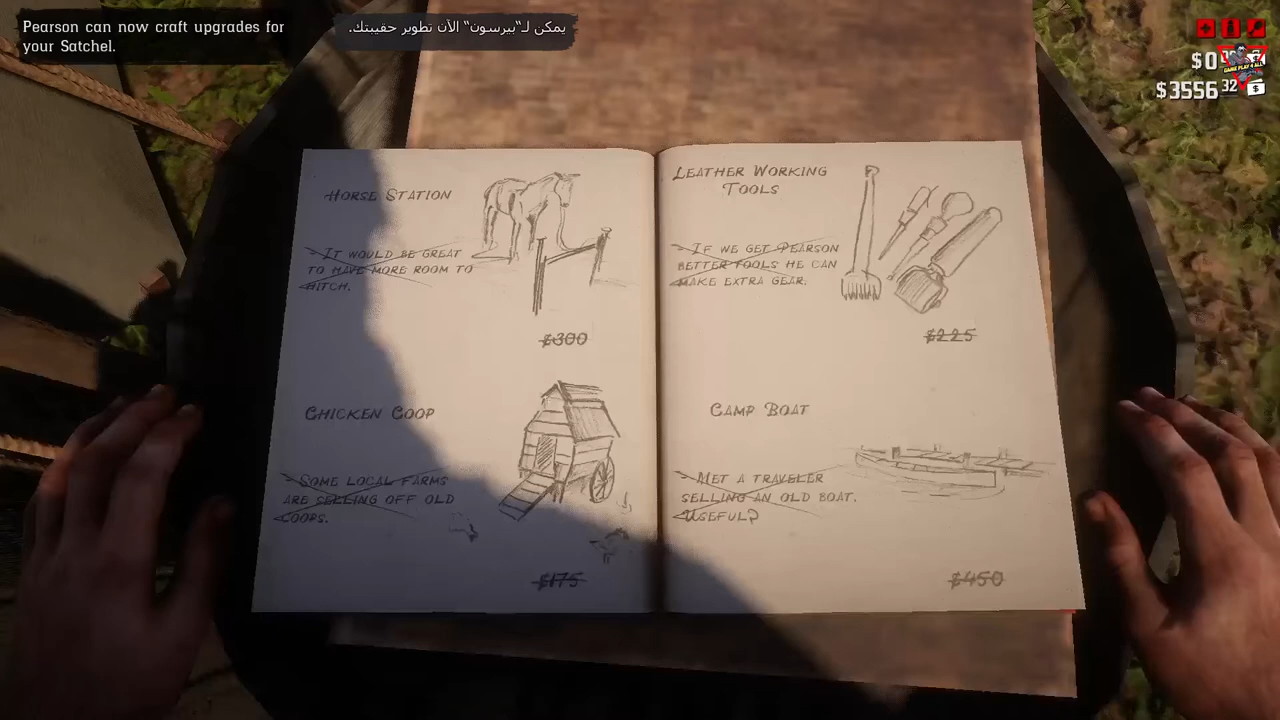 Pearson can now craft upgrades for
your Satchel.
يمكن لـ"بيرسون" الآن تطوير حقيبتك.
$3556 32
HORSE STATION
IT WOULD BE GREAT
TO HAVE MORE ROOM TO
HITCH.
$300
CHICKEN COOP
SOME LOCAL FARMS
ARE SELLING OFF OLD
COOPS.
$175
LEATHER WORKING
TOOLS
IF WE GET PEARSON
BETTER TOOLS HE CAN
MAKE EXTRA GEAR.
$225
CAMP BOAT
MET A TRAVELER
SELLING AN OLD BOAT.
USEFUL?
$450